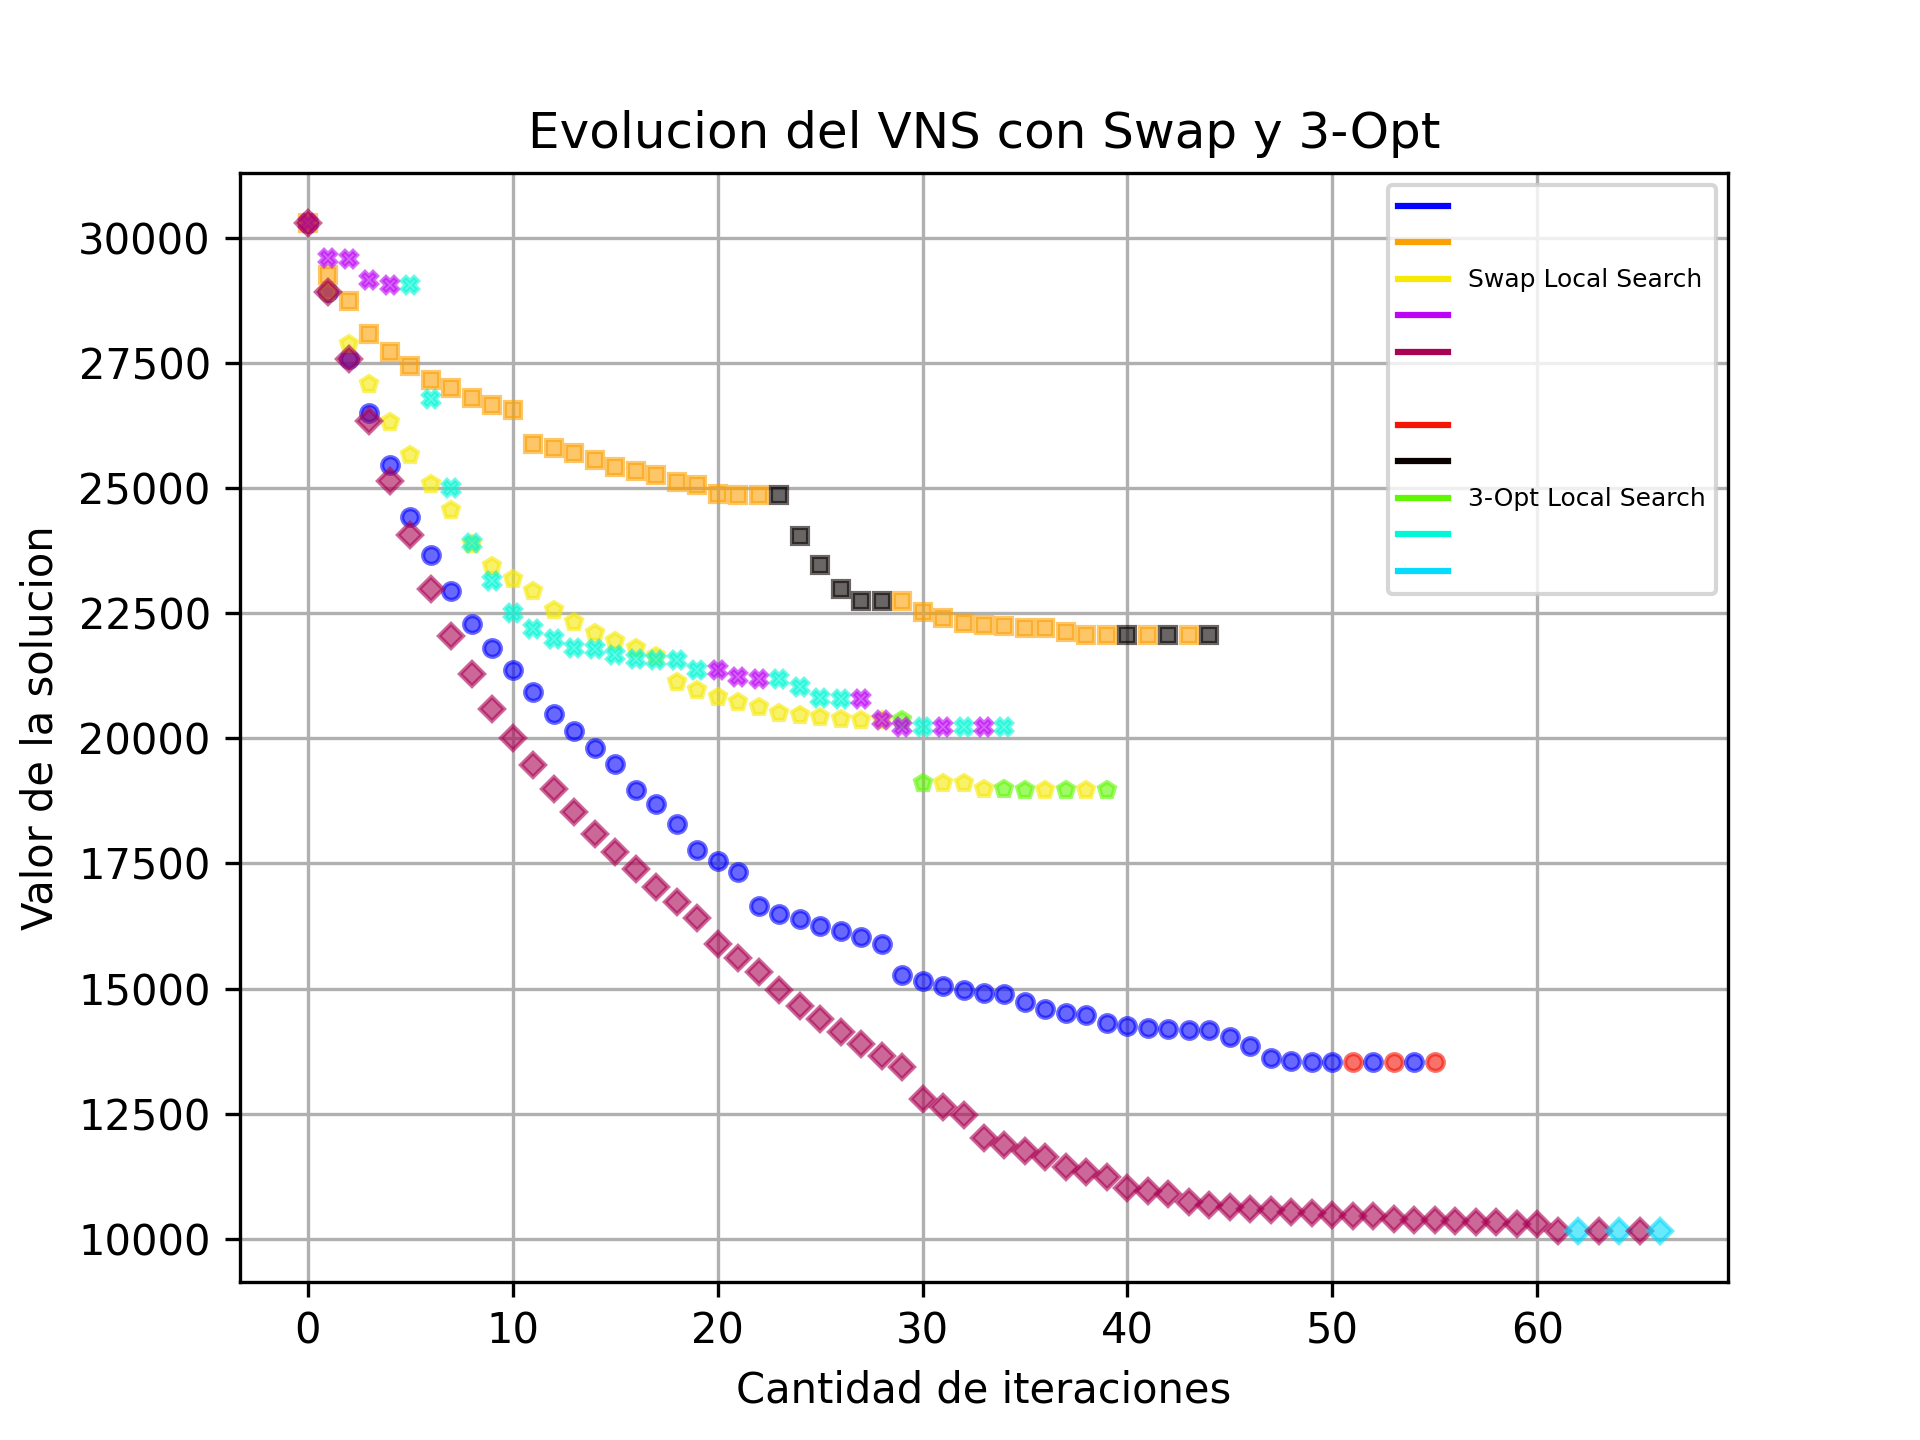 Evolucion del VNS con Swap y 3-Opt
Valor de la solucion
30000
27500
25000
22500
20000
17500
15000
12500
10000
Swap Local Search
3-Opt Local Search
0 10 20 30 40 50 60
Cantidad de iteraciones